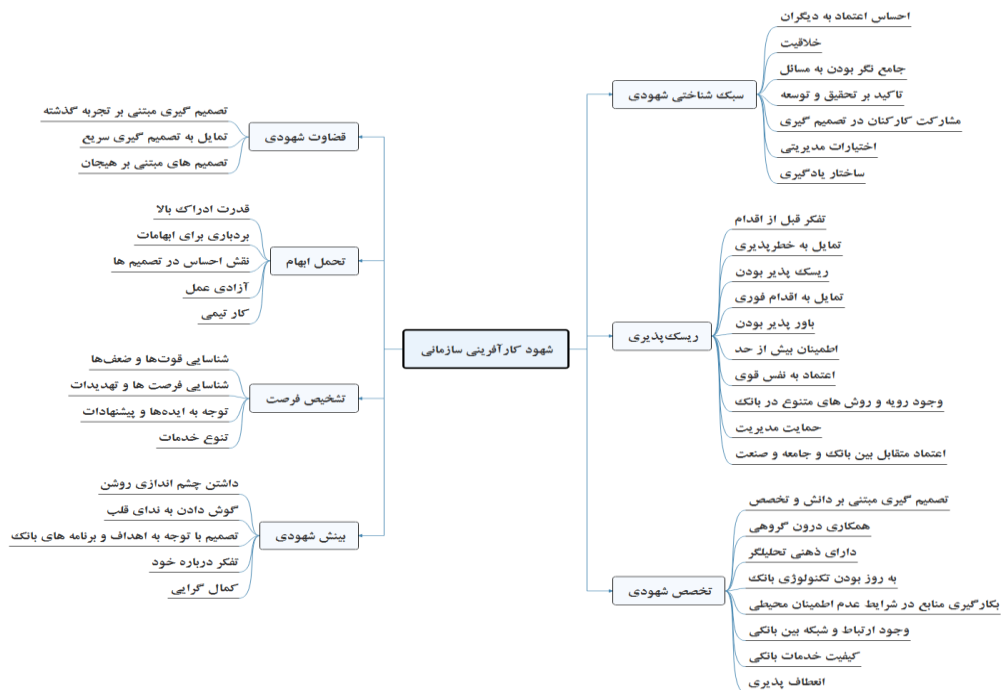 شهود کارآفرینی سازمانی
سبک شناختی شهودی
احساس اعتماد به دیگران
خلاقیت
جامع نگر بودن به مسائل
تاکید بر تحقیق و توسعه
مشارکت کارکنان در تصمیم گیری
اختیارات مدیریتی
ساختار یادگیری
ریسک‌پذیری
تفکر قبل از اقدام
تمایل به خطرپذیری
ریسک پذیر بودن
تمایل به اقدام فوری
باور پذیر بودن
اطمینان بیش از حد
اعتماد به نفس قوی
وجود رویه و روش های متنوع در بانک
حمایت مدیریت
اعتماد متقابل بین بانک و جامعه و صنعت
تخصص شهودی
تصمیم گیری مبتنی بر دانش و تخصص
همکاری درون گروهی
دارای ذهنی تحلیلگر
به روز بودن تکنولوژی بانک
بکارگیری منابع در شرایط عدم اطمینان محیطی
وجود ارتباط و شبکه بین بانکی
کیفیت خدمات بانکی
انعطاف پذیری
قضاوت شهودی
تصمیم گیری مبتنی بر تجربه گذشته
تمایل به تصمیم گیری سریع
تصمیم های مبتنی بر هیجان
تحمل ابهام
قدرت ادراک بالا
بردباری برای ابهامات
نقش احساس در تصمیم ها
آزادی عمل
کار تیمی
تشخیص فرصت
شناسایی قوت‌ها و ضعف‌ها
شناسایی فرصت ها و تهدیدات
توجه به ایده‌ها و پیشنهادات
تنوع خدمات
بینش شهودی
داشتن چشم اندازی روشن
گوش دادن به ندای قلب
تصمیم با توجه به اهداف و برنامه های بانک
تفکر درباره خود
کمال گرایی